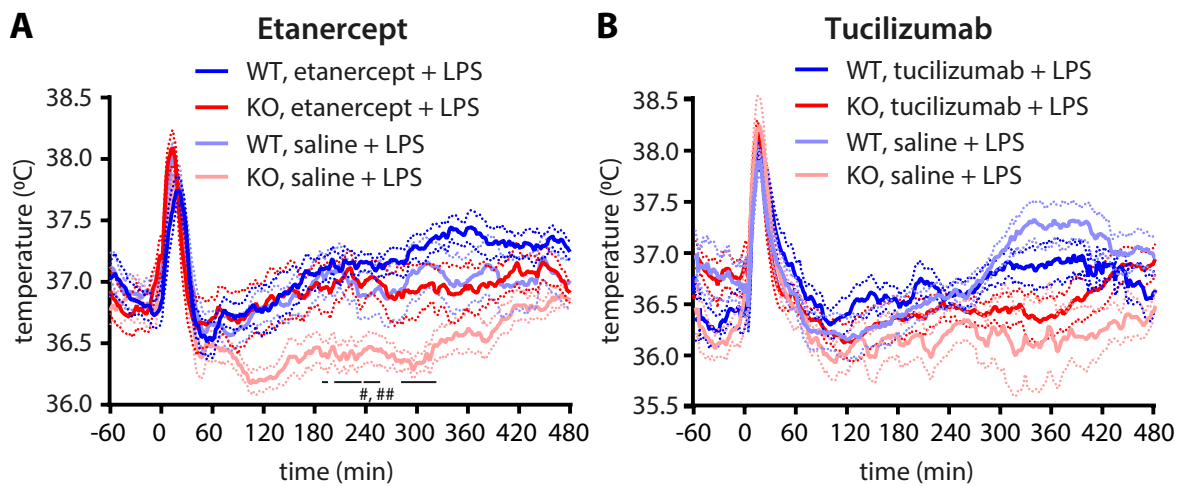 A
Etanercept
WT, etanercept + LPS
KO, etanercept + LPS
WT, saline + LPS
KO, saline + LPS
temperature (ºC)
38.5
38.0
37.5
37.0
36.5
36.0
#, ##
-60 0 60 120 180 240 300 360 420 480
time (min)
B
Tucilizumab
WT, tucilizumab + LPS
KO, tucilizumab + LPS
WT, saline + LPS
KO, saline + LPS
temperature (ºC)
38.5
38.0
37.5
37.0
36.5
36.0
35.5
-60 0 60 120 180 240 300 360 420 480
time (min)